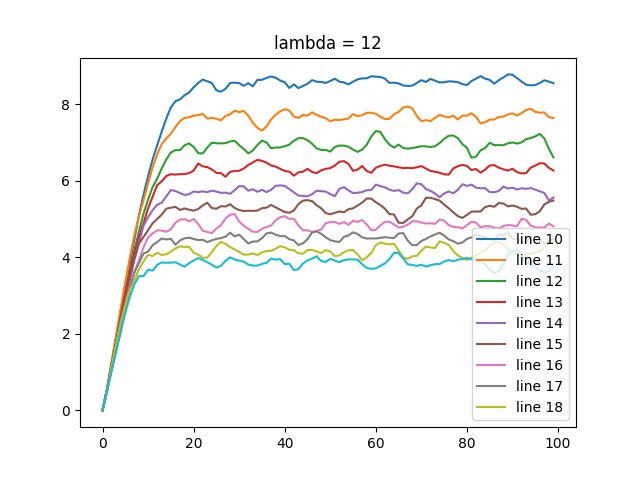 lambda = 12
8
6
4
2
0
0 20 40 60 80 100
line 10
line 11
line 12
line 13
line 14
line 15
line 16
line 17
line 18